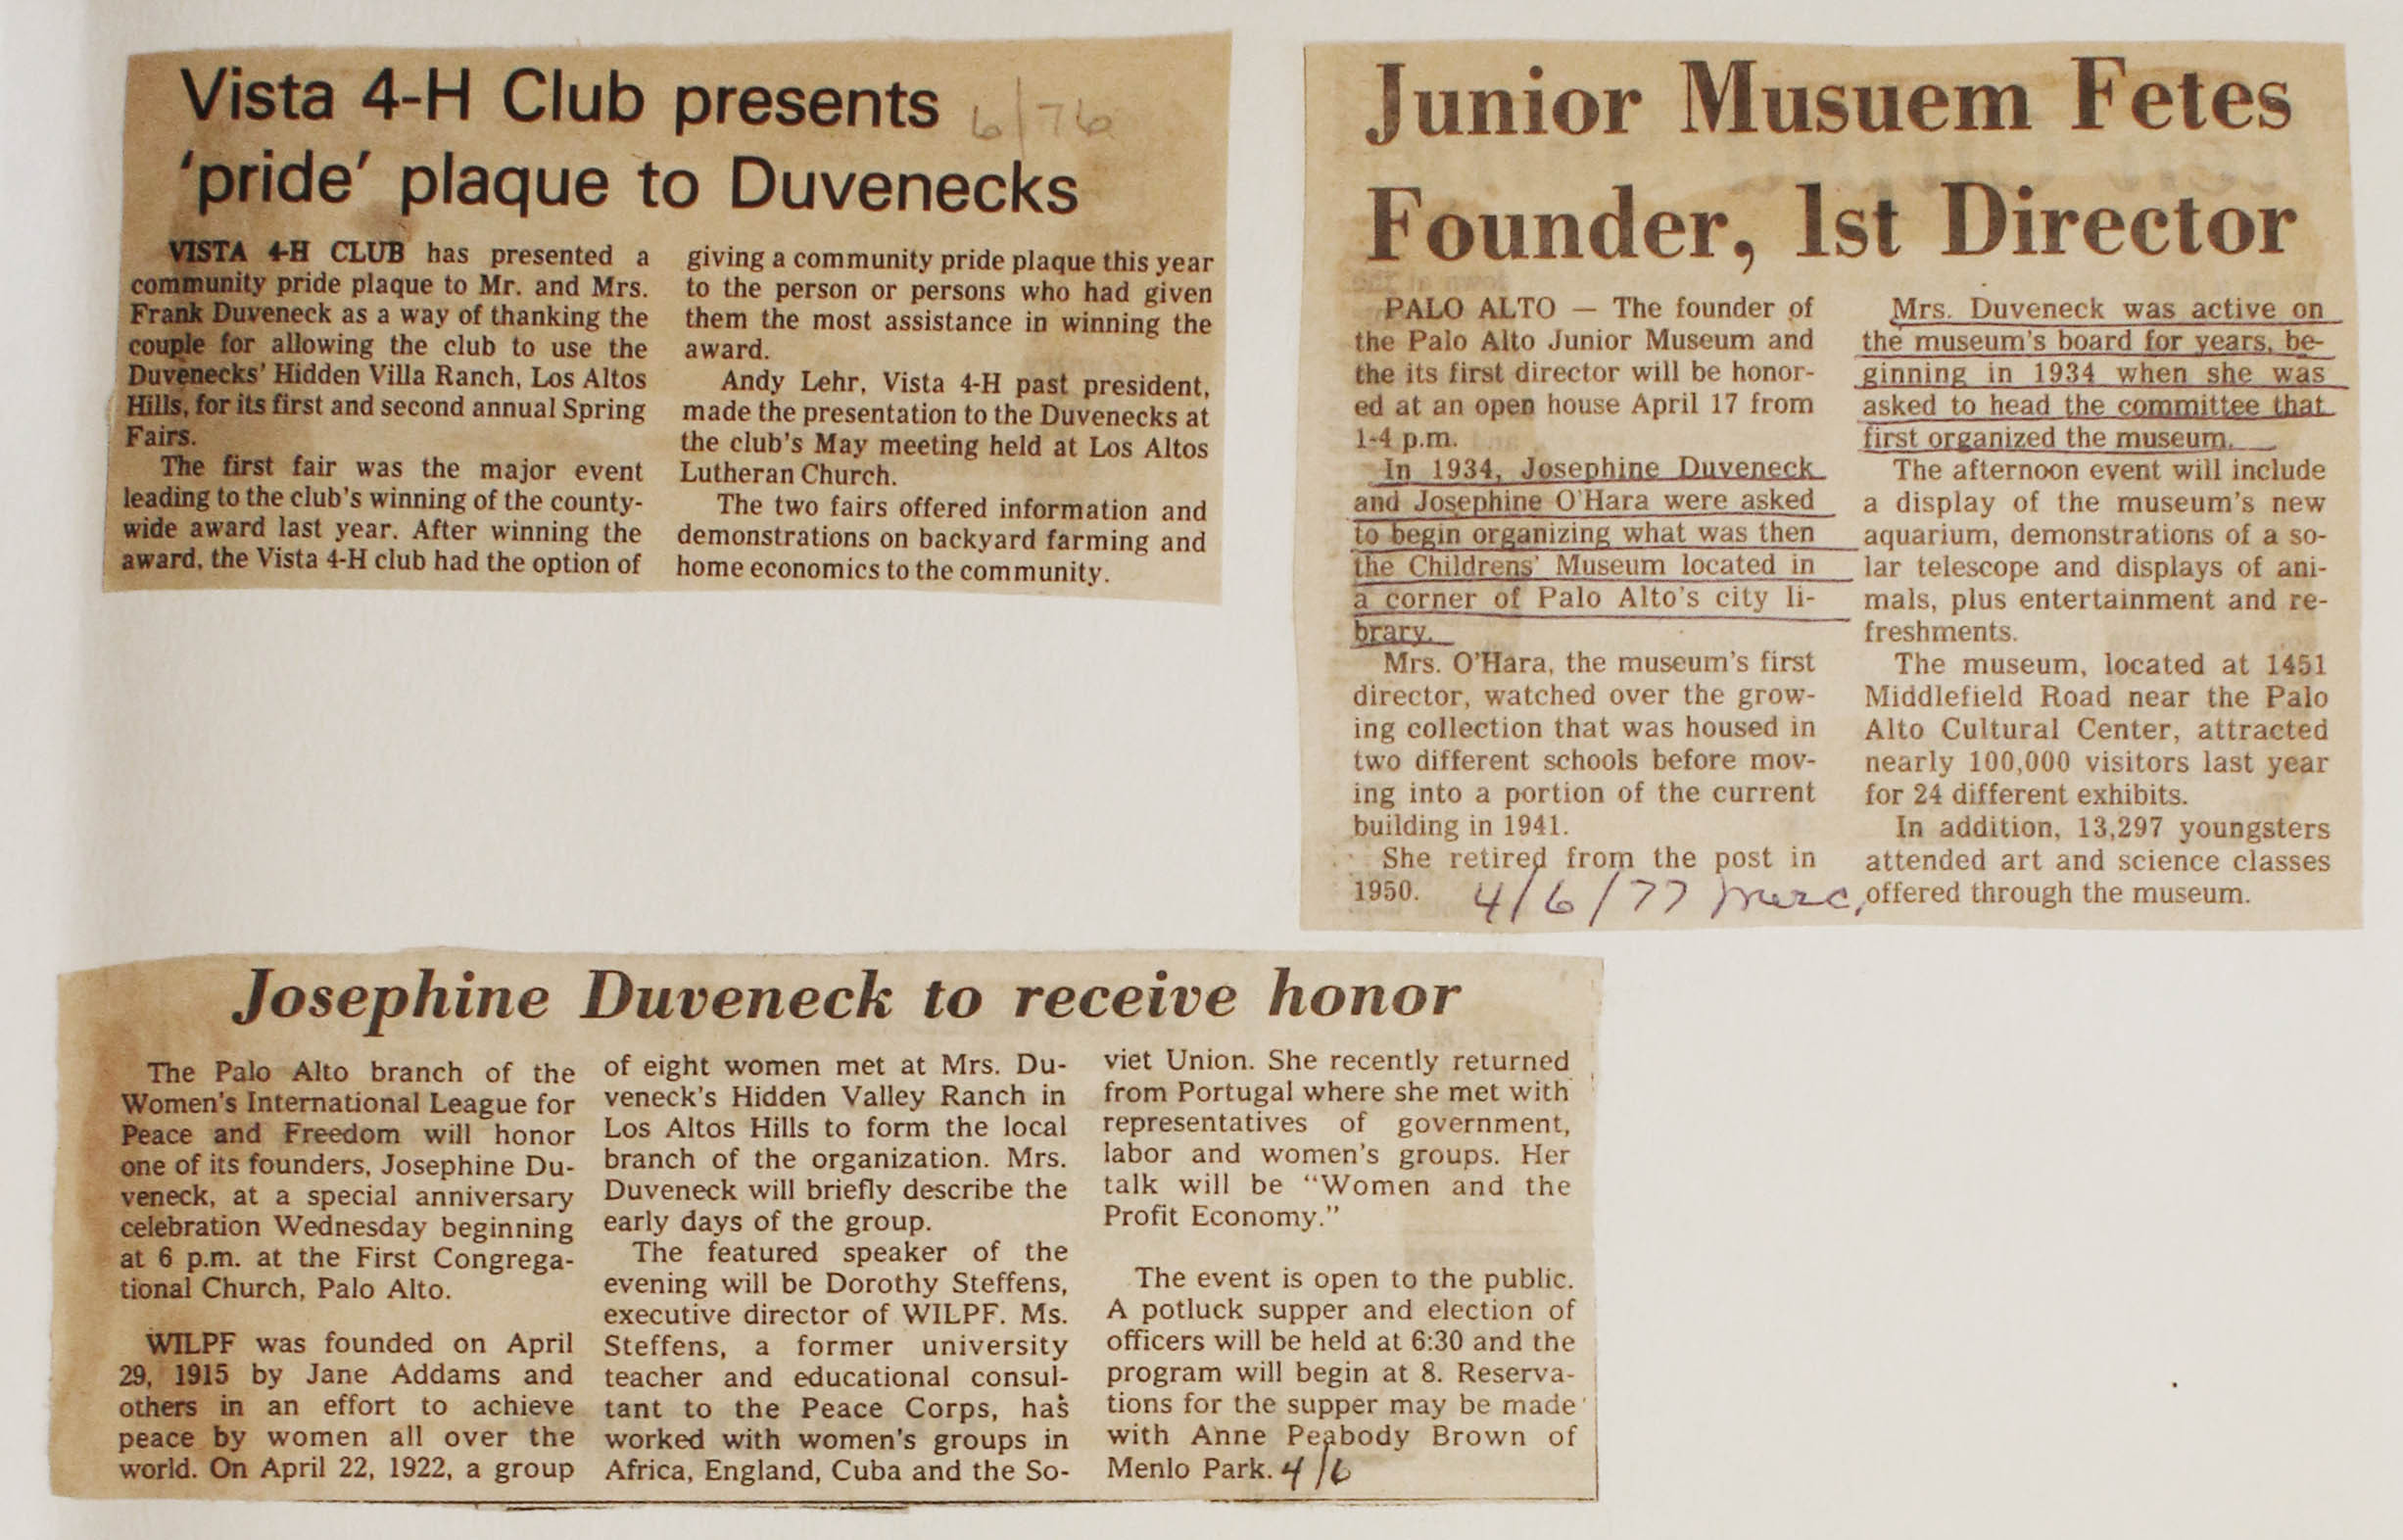 Vista 4-H Club presents 6/76
'pride' plaque to Duvenecks
VISTA 4-H CLUB has presented a
community pride plaque to Mr. and Mrs.
Frank Duveneck as a way of thanking the
couple for allowing the club to use the
Duvenecks' Hidden Villa Ranch, Los Altos
Hills, for its first and second annual Spring
Fairs.
The first fair was the major event
leading to the club's winning of the county-
wide award last year. After winning the
award, the Vista 4-H club had the option of
giving a community pride plaque this year
to the person or persons who had given
them the most assistance in winning the
award.
Andy Lehr, Vista 4-H past president,
made the presentation to the Duvenecks at
the club's May meeting held at Los Altos
Lutheran Church.
The two fairs offered information and
demonstrations on backyard farming and
home economics to the community.
Junior Musuem Fetes
Founder, 1st Director
PALO ALTO — The founder of
the Palo Alto Junior Museum and
the its first director will be honor-
ed at an open house April 17 from
1-4 p.m.
In 1934, Josephine Duveneck
and Josephine O'Hara were asked
to begin organizing what was then
the Childrens' Museum located in
a corner of Palo Alto's city li-
brary.
Mrs. O'Hara, the museum's first
director, watched over the grow-
ing collection that was housed in
two different schools before mov-
ing into a portion of the current
building in 1941.
She retired from the post in
1950. 4/6/77 Merc,
Mrs. Duveneck was active on
the museum's board for years, be-
ginning in 1934 when she was
asked to head the committee that
first organized the museum.
The afternoon event will include
a display of the museum's new
aquarium, demonstrations of a so-
lar telescope and displays of ani-
mals, plus entertainment and re-
freshments.
The museum, located at 1451
Middlefield Road near the Palo
Alto Cultural Center, attracted
nearly 100,000 visitors last year
for 24 different exhibits.
In addition, 13,297 youngsters
attended art and science classes
offered through the museum.
Josephine Duveneck to receive honor
The Palo Alto branch of the
Women's International League for
Peace and Freedom will honor
one of its founders, Josephine Du-
veneck, at a special anniversary
celebration Wednesday beginning
at 6 p.m. at the First Congrega-
tional Church, Palo Alto.
WILPF was founded on April
29, 1915 by Jane Addams and
others in an effort to achieve
peace by women all over the
world. On April 22, 1922, a group
of eight women met at Mrs. Du-
veneck's Hidden Valley Ranch in
Los Altos Hills to form the local
branch of the organization. Mrs.
Duveneck will briefly describe the
early days of the group.
The featured speaker of the
evening will be Dorothy Steffens,
executive director of WILPF. Ms.
Steffens, a former university
teacher and educational consul-
tant to the Peace Corps, has
worked with women's groups in
Africa, England, Cuba and the So-
viet Union. She recently returned
from Portugal where she met with
representatives of government,
labor and women's groups. Her
talk will be "Women and the
Profit Economy."
The event is open to the public.
A potluck supper and election of
officers will be held at 6:30 and the
program will begin at 8. Reserva-
tions for the supper may be made
with Anne Peabody Brown of
Menlo Park. 4/6